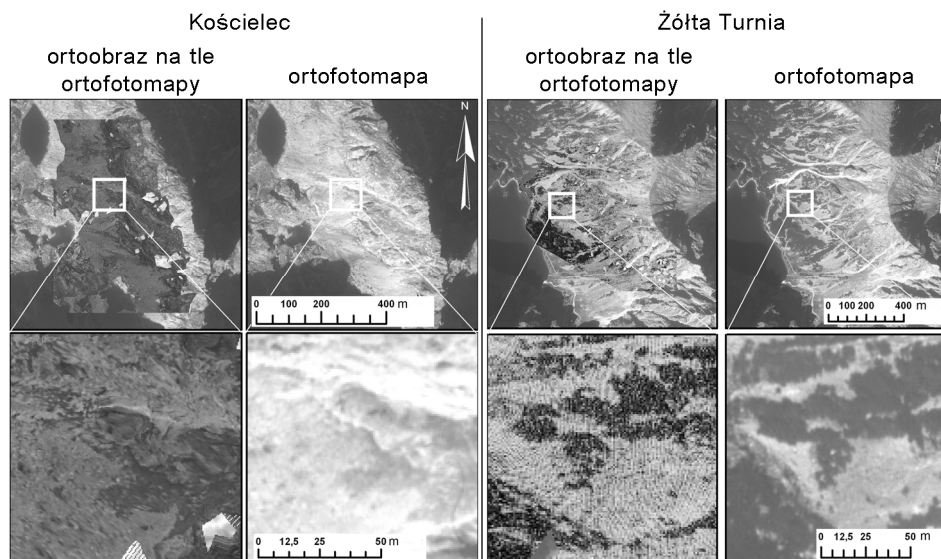 Kościelec
Żółta Turnia
ortoobraz na tle
ortofotomapy
ortofotomapa
ortoobraz na tle
ortofotomapy
ortofotomapa
N
0 100 200 400 m
0 100 200 400 m
0 12,5 25 50 m
0 12,5 25 50 m